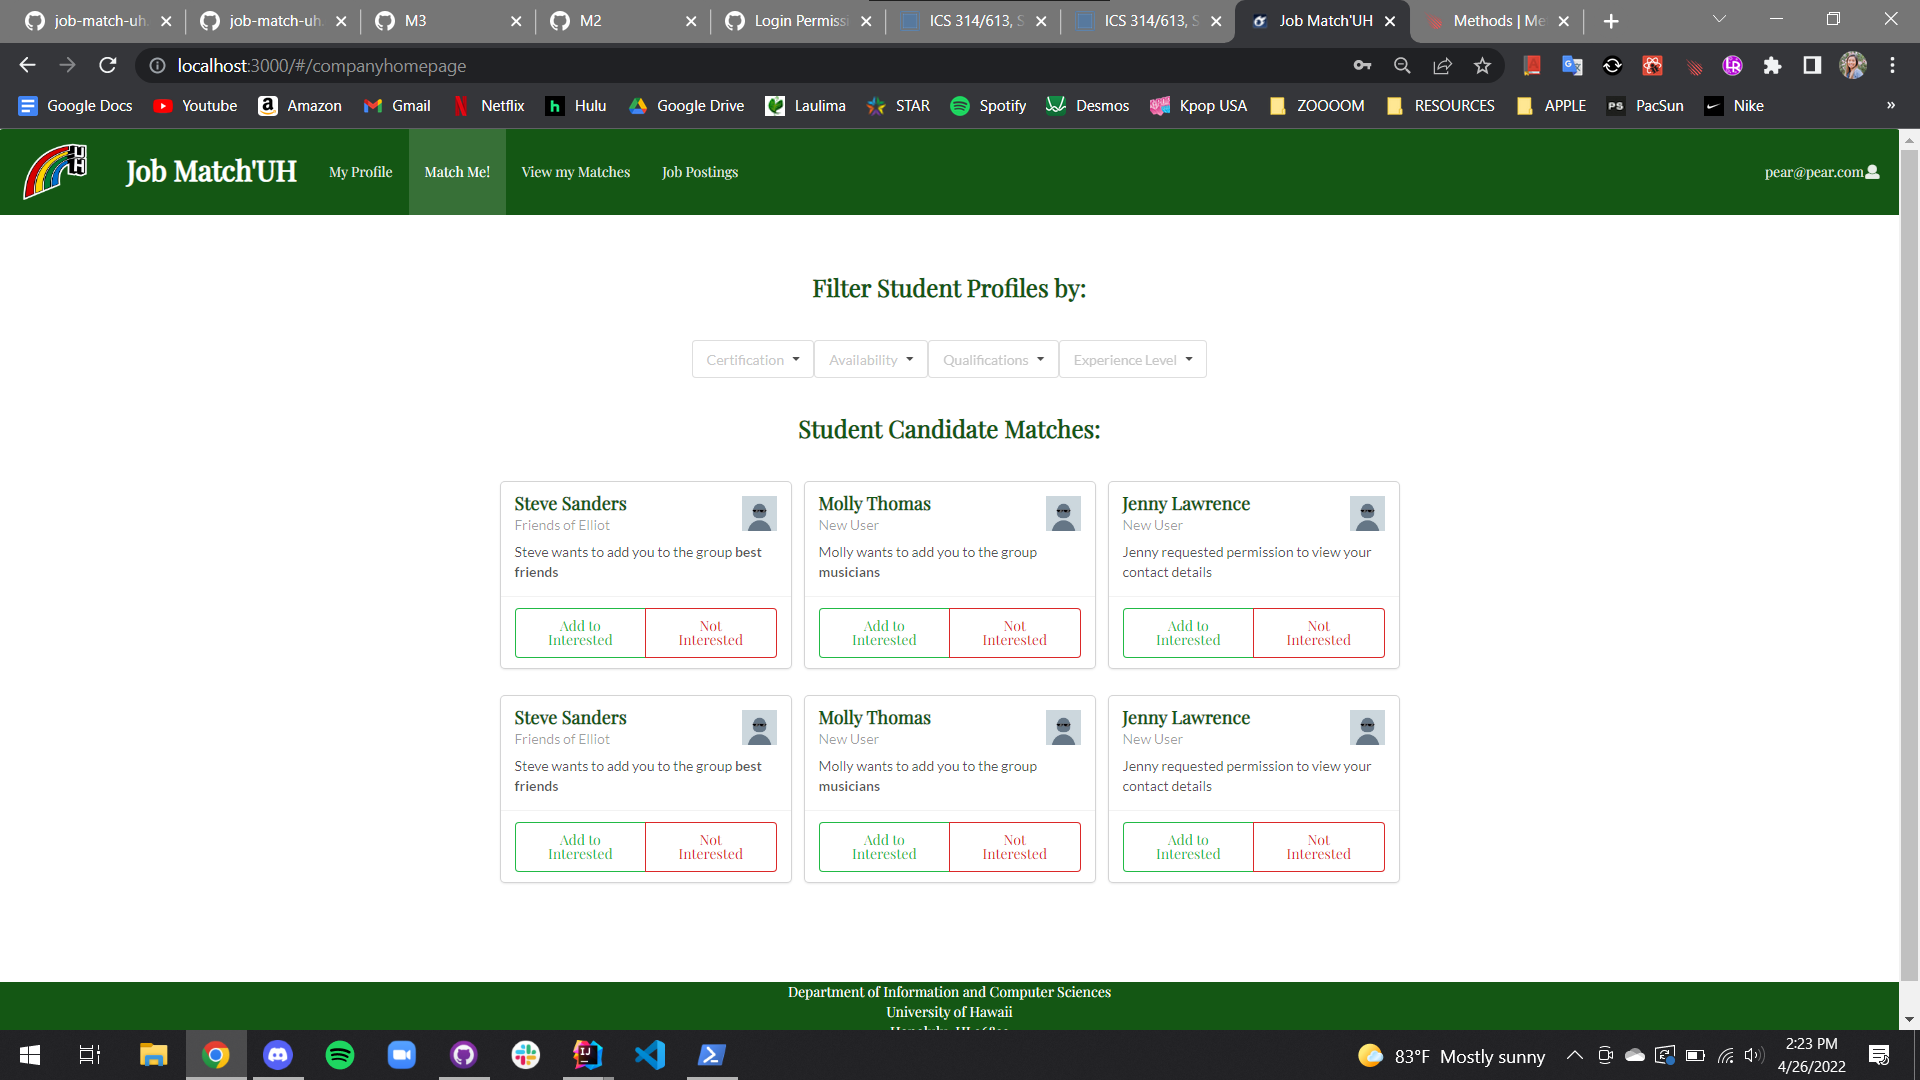 job-match-uh.
job-match-uh.
M3
M2
Login Permissi
ICS 314/613, S
ICS 314/613, S
Job Match'UH
Methods | Me
localhost:3000/#/companyhomepage
Google Docs
Youtube
Amazon
Gmail
Netflix
Hulu
Google Drive
Laulima
STAR
Spotify
Desmos
Kpop USA
ZOOOOM
RESOURCES
APPLE
PacSun
Nike
»
Job Match'UH
My Profile
Match Me!
View my Matches
Job Postings
pear@pear.com
Filter Student Profiles by:
Certification
Availability
Qualifications
Experience Level
Student Candidate Matches:
Steve Sanders
Friends of Elliot
Steve wants to add you to the group best
friends
Add to
Interested
Not
Interested
Molly Thomas
New User
Molly wants to add you to the group
musicians
Add to
Interested
Not
Interested
Jenny Lawrence
New User
Jenny requested permission to view your
contact details
Add to
Interested
Not
Interested
Steve Sanders
Friends of Elliot
Steve wants to add you to the group best
friends
Add to
Interested
Not
Interested
Molly Thomas
New User
Molly wants to add you to the group
musicians
Add to
Interested
Not
Interested
Jenny Lawrence
New User
Jenny requested permission to view your
contact details
Add to
Interested
Not
Interested
Department of Information and Computer Sciences
University of Hawaii
83°F Mostly sunny
2:23 PM
4/26/2022